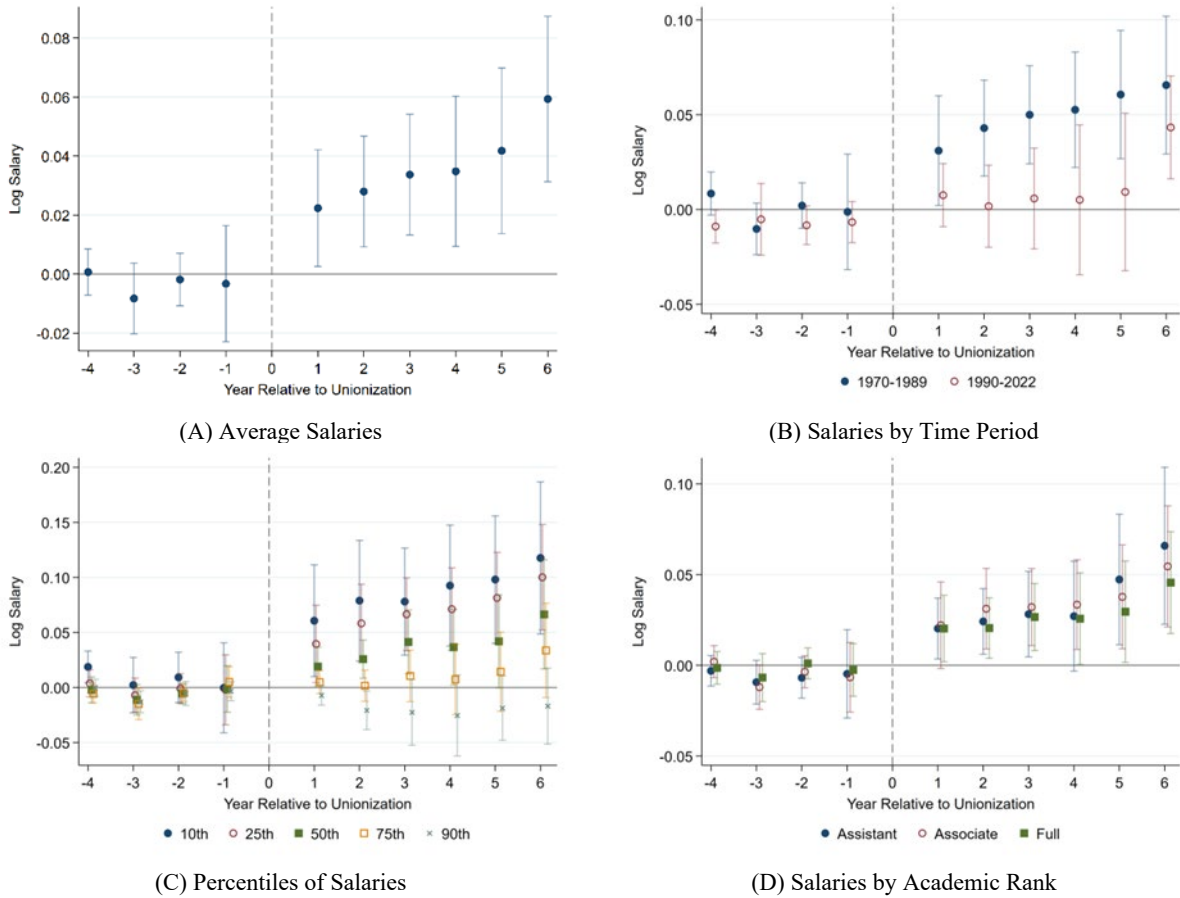 0.08
0.06
0.04
0.02
0.00
-0.02
Log Salary
-4 -3 -2 -1 0 1 2 3 4 5 6
Year Relative to Unionization
(A) Average Salaries
0.10
0.05
0.00
-0.05
Log Salary
-4 -3 -2 -1 0 1 2 3 4 5 6
Year Relative to Unionization
1970-1989 1990-2022
(B) Salaries by Time Period
0.20
0.15
0.10
0.05
0.00
-0.05
Log Salary
-4 -3 -2 -1 0 1 2 3 4 5 6
Year Relative to Unionization
10th 25th 50th 75th 90th
(C) Percentiles of Salaries
0.10
0.05
0.00
-0.05
Log Salary
-4 -3 -2 -1 0 1 2 3 4 5 6
Year Relative to Unionization
Assistant Associate Full
(D) Salaries by Academic Rank